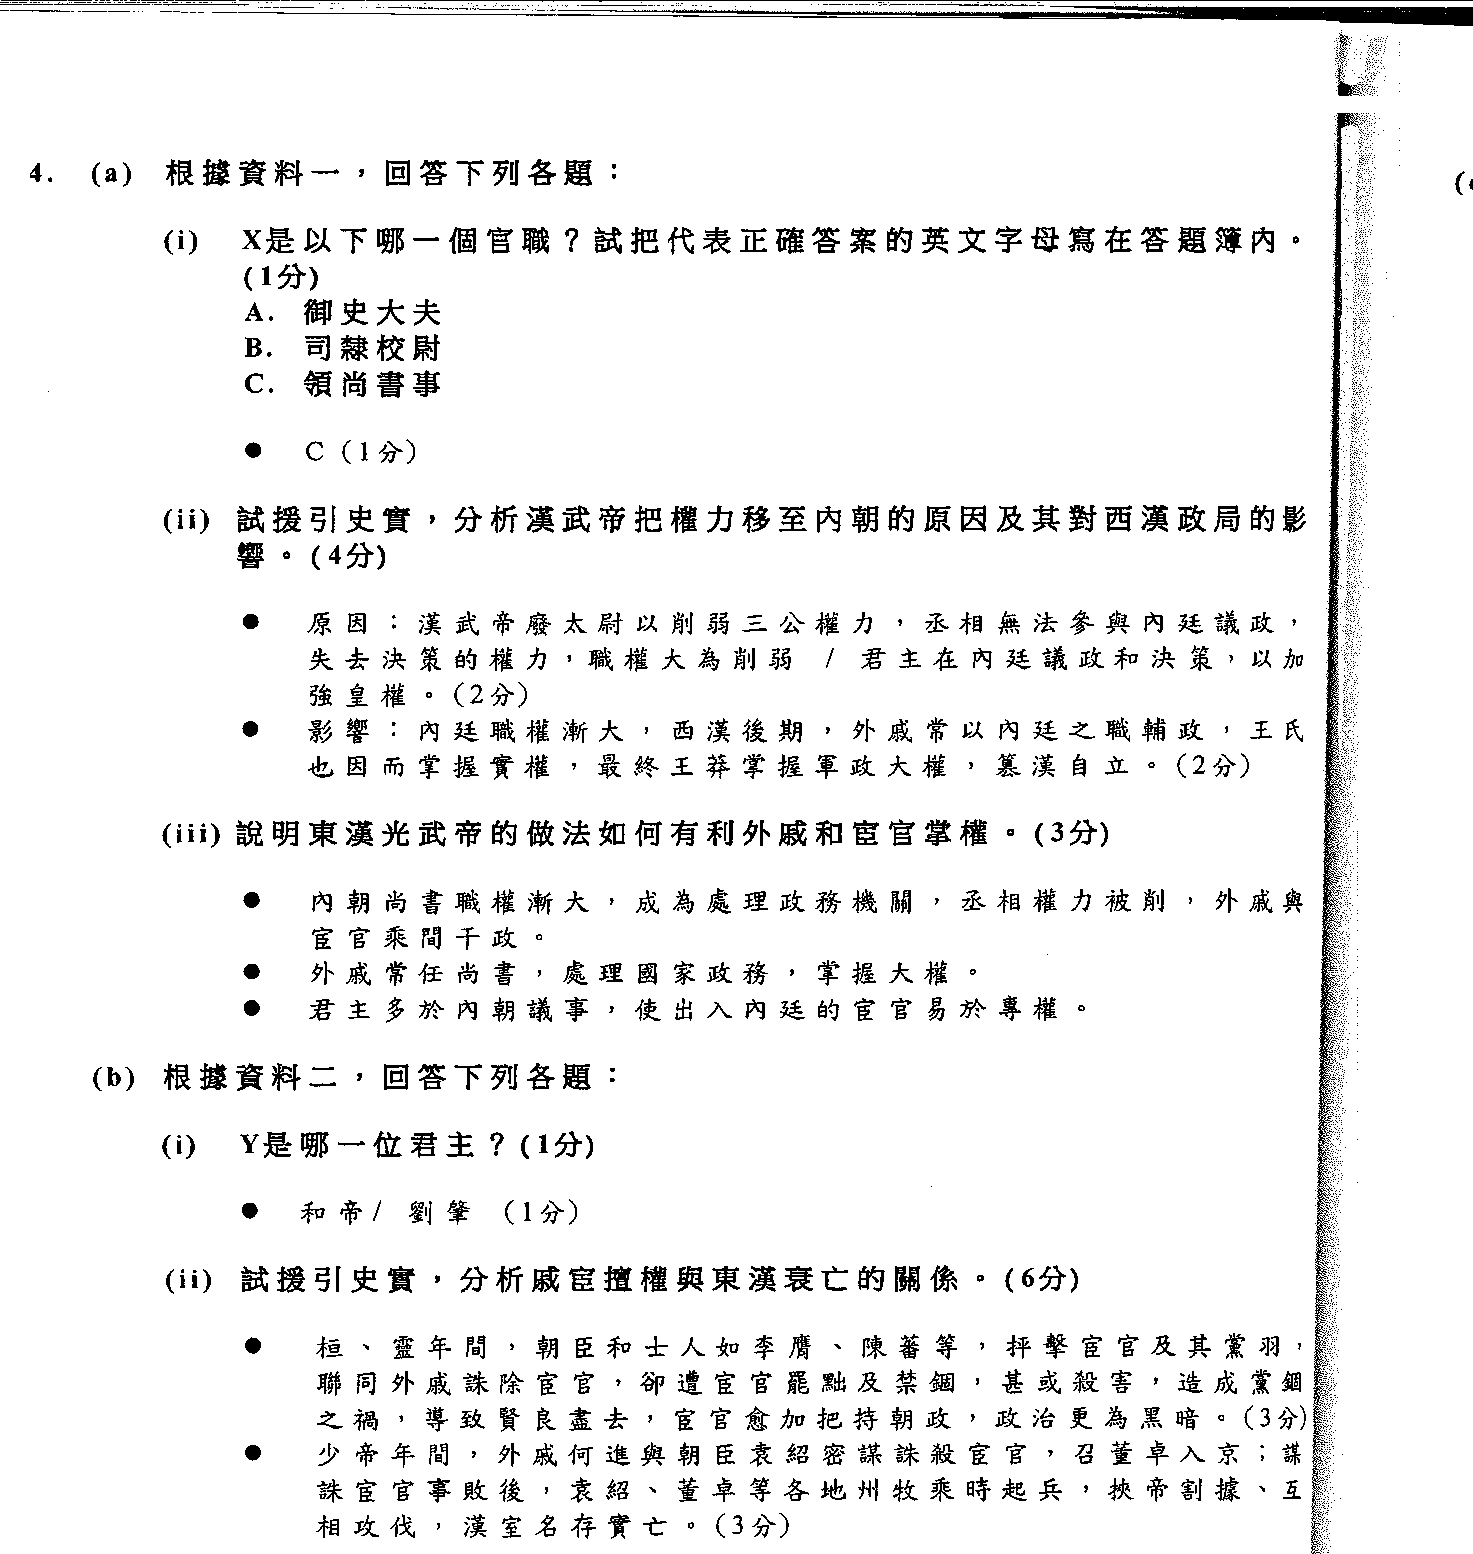 4. (a) 根據資料一，回答下列各題：
(i) X是以下哪一個官職？試把代表正確答案的英文字母寫在答題簿內。
(1分)
A. 御史大夫
B. 司隸校尉
C. 領尚書事
● C (1分)
(ii) 試援引史實，分析漢武帝把權力移至內朝的原因及其對西漢政局的影
響。(4分)
● 原因：漢武帝廢太尉以削弱三公權力，丞相無法參與內廷議政，
失去決策的權力，職權大為削弱 / 君主在內廷議政和決策，以加
強皇權。(2分)
● 影響：內廷職權漸大，西漢後期，外戚常以內廷之職輔政，王氏
也因而掌握實權，最終王莽掌握軍政大權，篡漢自立。(2分)
(iii) 說明東漢光武帝的做法如何有利外戚和宦官掌權。(3分)
● 內朝尚書職權漸大，成為處理政務機關，丞相權力被削，外戚與
宦官乘間干政。
● 外戚常任尚書，處理國家政務，掌握大權。
● 君主多於內朝議事，使出入內廷的宦官易於專權。
(b) 根據資料二，回答下列各題：
(i) Y是哪一位君主？(1分)
● 和帝/ 劉肇 (1分)
(ii) 試援引史實，分析戚宦擅權與東漢衰亡的關係。(6分)
● 桓、靈年間，朝臣和士人如李膺、陳蕃等，抨擊宦官及其黨羽，
聯同外戚誅除宦官，卻遭宦官罷黜及禁錮，甚或殺害，造成黨錮
之禍，導致賢良盡去，宦官愈加把持朝政，政治更為黑暗。(3分)
● 少帝年間，外戚何進與朝臣袁紹密謀誅殺宦官，召董卓入京；謀
誅宦官事敗後，袁紹、董卓等各地州牧乘時起兵，挾帝割據、互
相攻伐，漢室名存實亡。(3分)